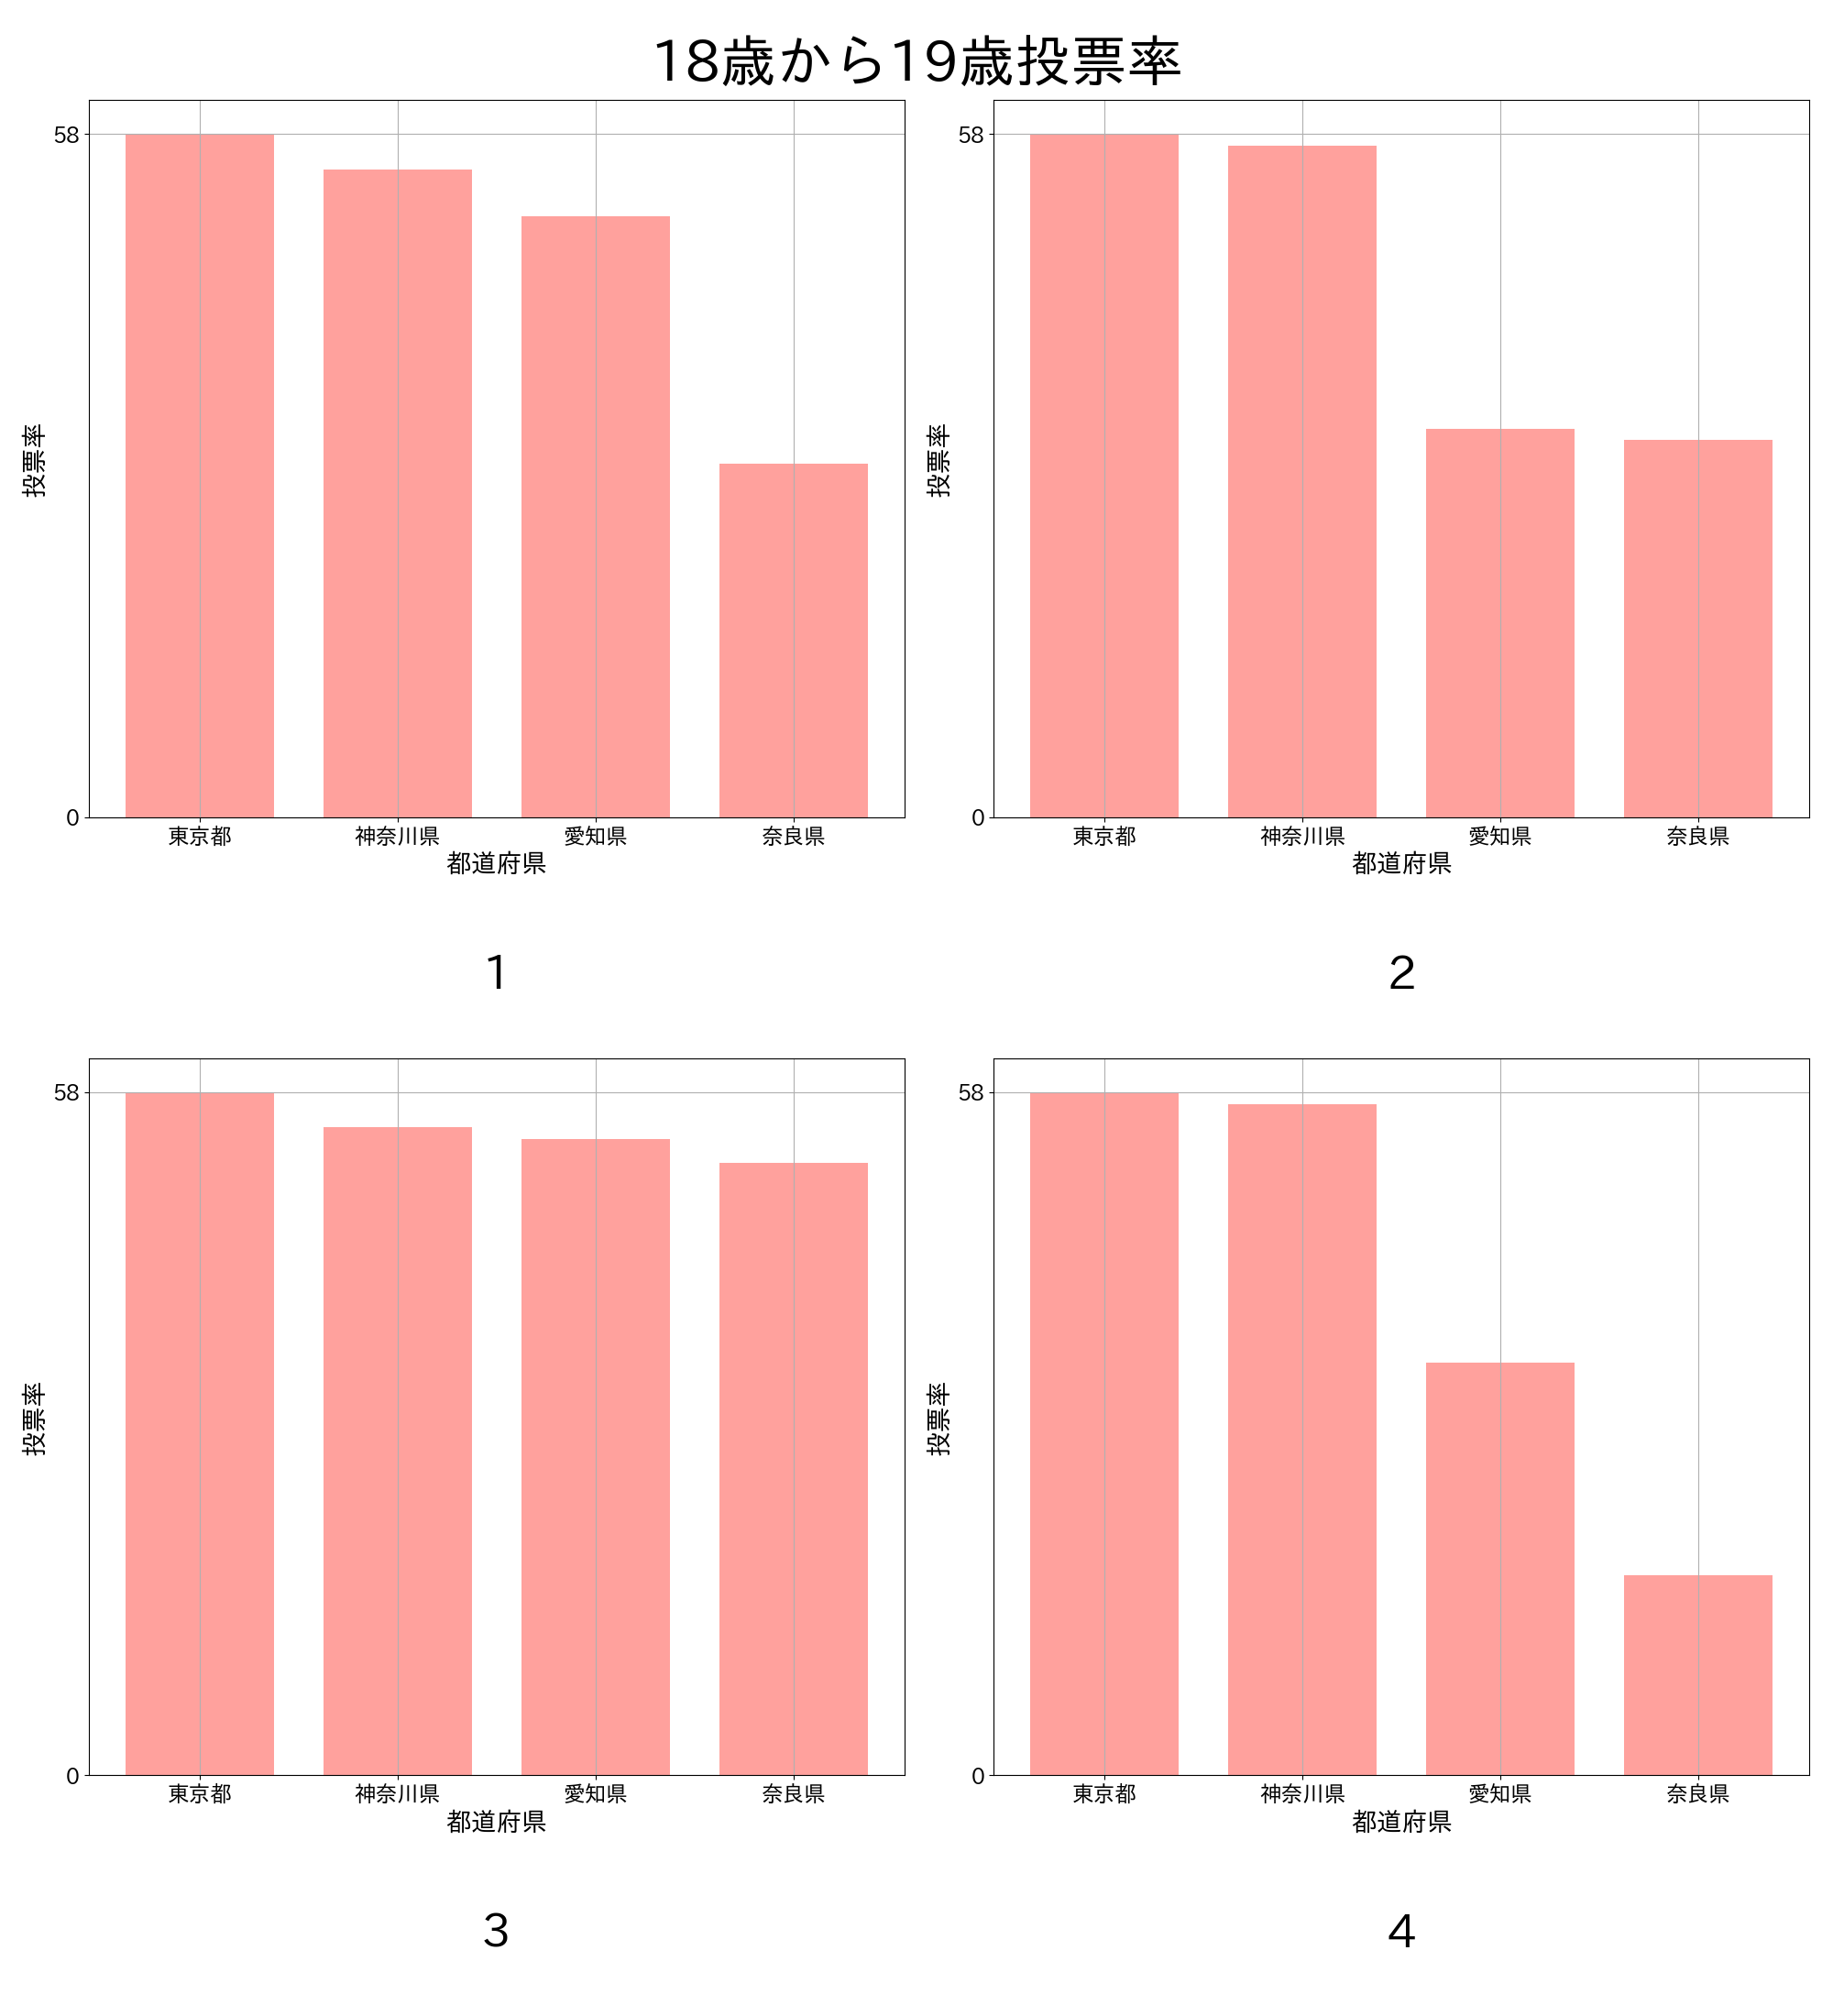 18歳から19歳投票率
58
0
投票率
東京都 神奈川県 愛知県 奈良県
都道府県
1
58
0
投票率
東京都 神奈川県 愛知県 奈良県
都道府県
2
58
0
投票率
東京都 神奈川県 愛知県 奈良県
都道府県
3
58
0
投票率
東京都 神奈川県 愛知県 奈良県
都道府県
4